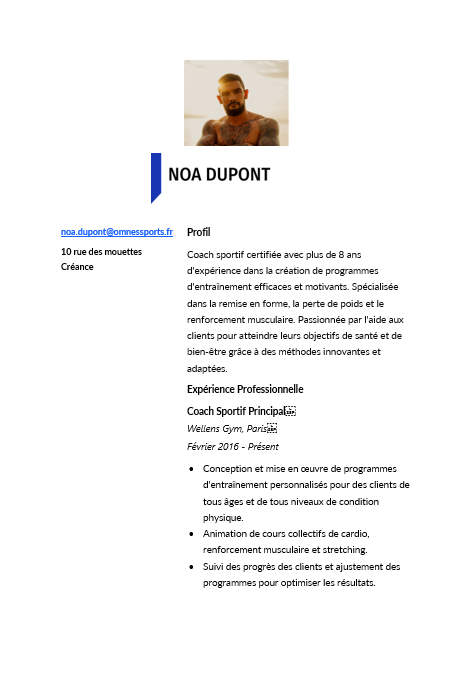 NOA DUPONT
noa.dupont@omnessports.fr
10 rue des mouettes
Créance
Profil
Coach sportif certifiée avec plus de 8 ans
d'expérience dans la création de programmes
d'entraînement efficaces et motivants. Spécialisée
dans la remise en forme, la perte de poids et le
renforcement musculaire. Passionnée par l'aide aux
clients pour atteindre leurs objectifs de santé et de
bien-être grâce à des méthodes innovantes et
adaptées.
Expérience Professionnelle
Coach Sportif Principal
Wellens Gym, Paris
Février 2016 - Présent
• Conception et mise en œuvre de programmes
d'entraînement personnalisés pour des clients de
tous âges et de tous niveaux de condition
physique.
• Animation de cours collectifs de cardio,
renforcement musculaire et stretching.
• Suivi des progrès des clients et ajustement des
programmes pour optimiser les résultats.